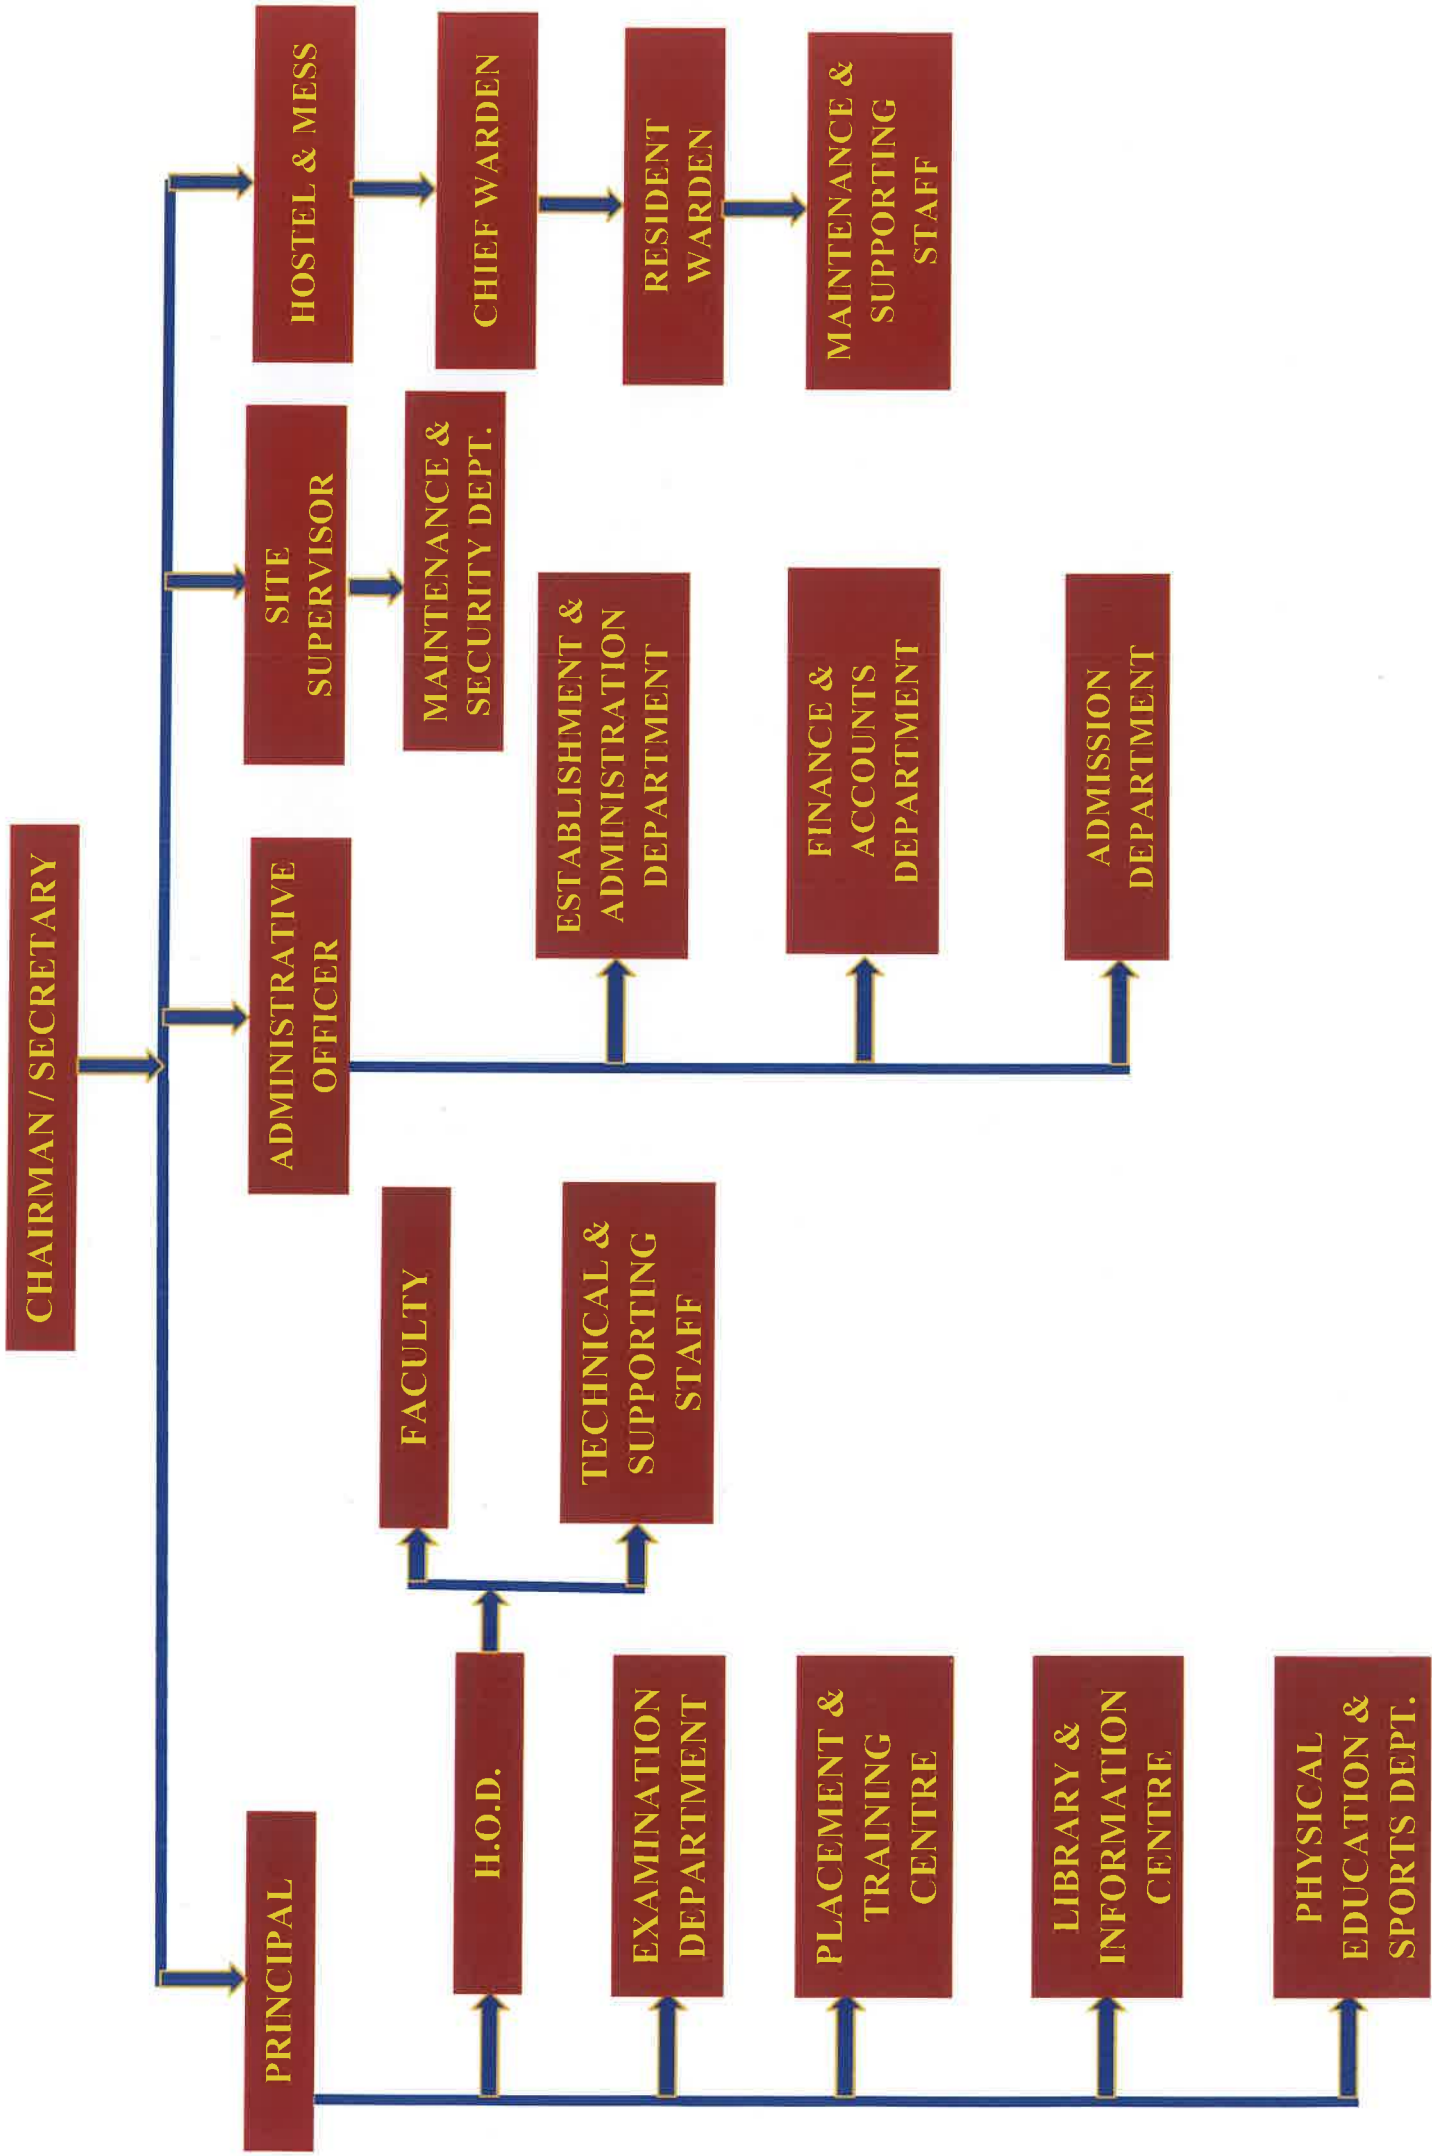 CHAIRMAN / SECRETARY
PRINCIPAL
ADMINISTRATIVE
OFFICER
SITE
SUPERVISOR
HOSTEL & MESS
H.O.D.
FACULTY
TECHNICAL &
SUPPORTING
STAFF
EXAMINATION
DEPARTMENT
PLACEMENT &
TRAINING
CENTRE
LIBRARY &
INFORMATION
CENTRE
PHYSICAL
EDUCATION &
SPORTS DEPT.
ESTABLISHMENT &
ADMINISTRATION
DEPARTMENT
FINANCE &
ACCOUNTS
DEPARTMENT
ADMISSION
DEPARTMENT
MAINTENANCE &
SECURITY DEPT.
CHIEF WARDEN
RESIDENT
WARDEN
MAINTENANCE &
SUPPORTING
STAFF